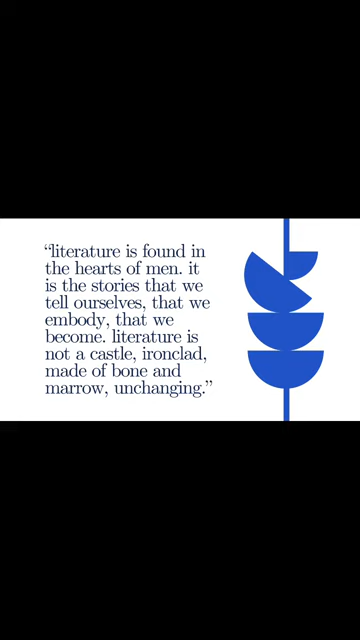 “literature is found in
the hearts of men. it
is the stories that we
tell ourselves, that we
embody, that we
become. literature is
not a castle, ironclad,
made of bone and
marrow, unchanging.”